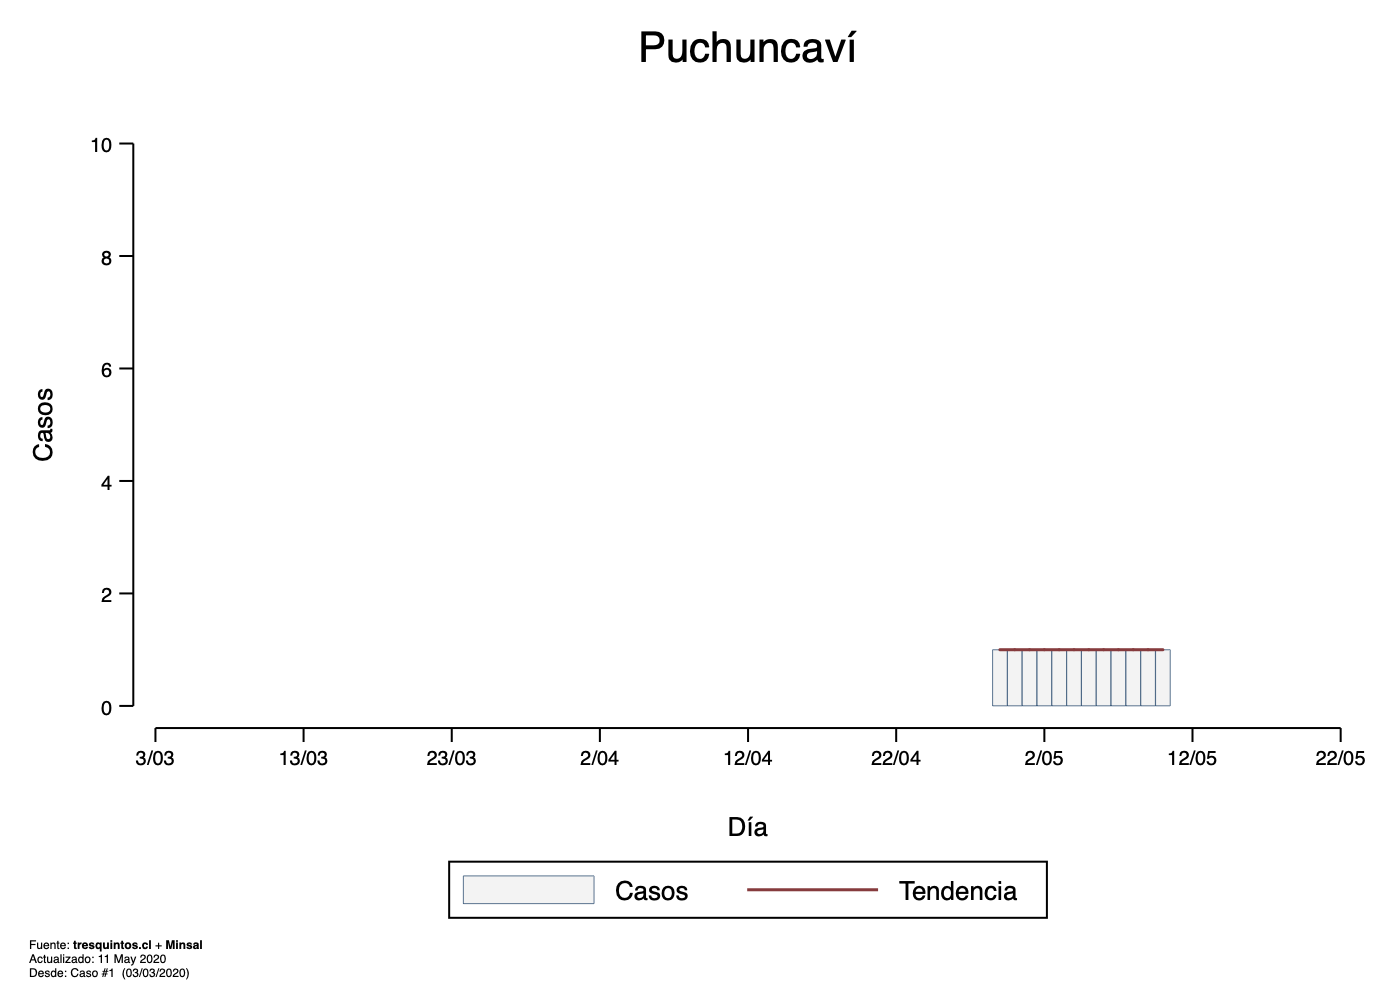 Puchuncaví
10
8
6
4
2
0
Casos
3/03 13/03 23/03 2/04 12/04 22/04 2/05 12/05 22/05
Día
Casos Tendencia
Fuente: tresquintos.cl + Minsal
Actualizado: 11 May 2020
Desde: Caso #1 (03/03/2020)